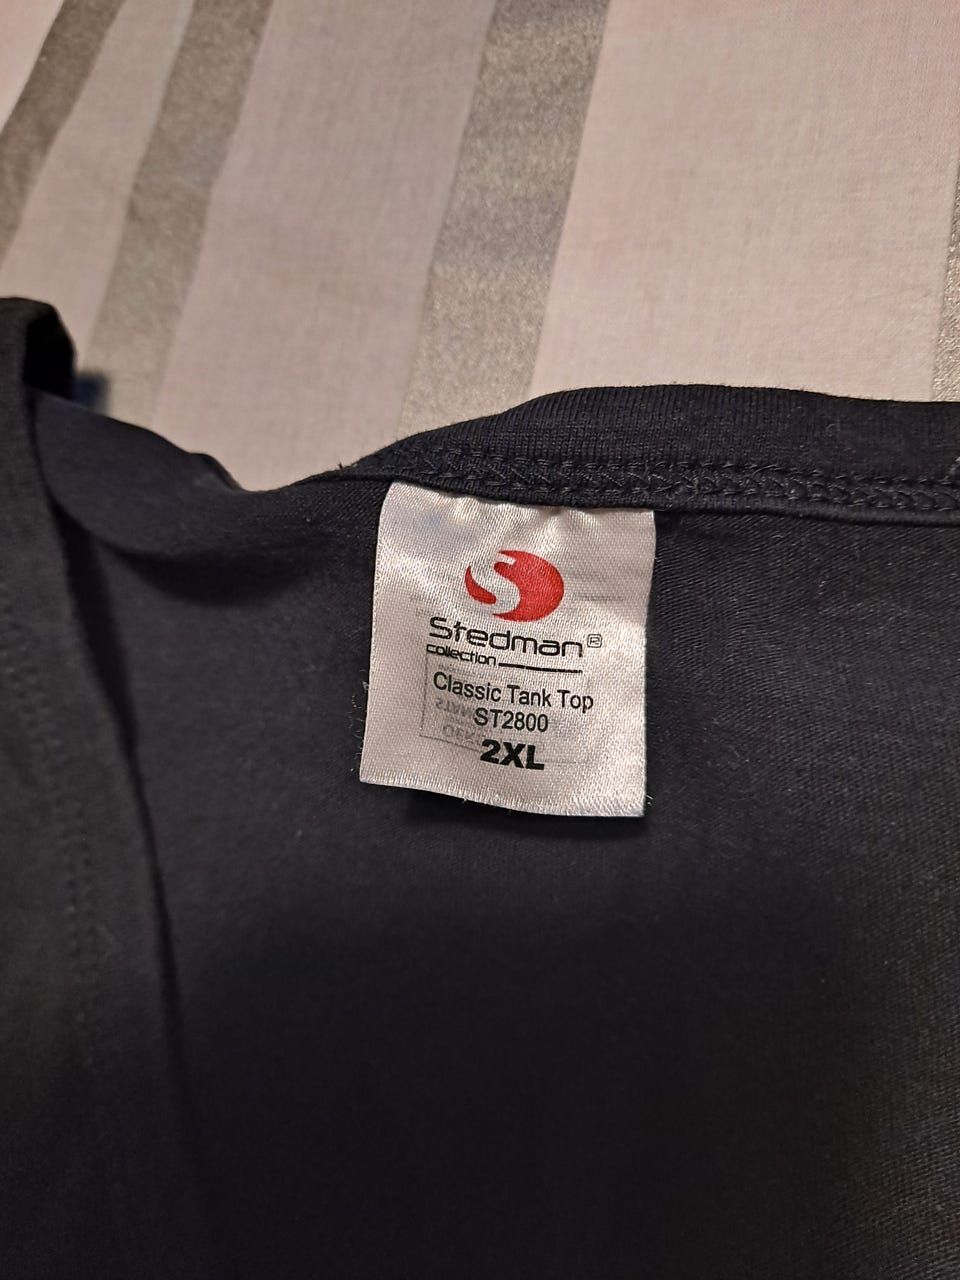 Stedman®
collection
Classic Tank Top
ST2800
2XL